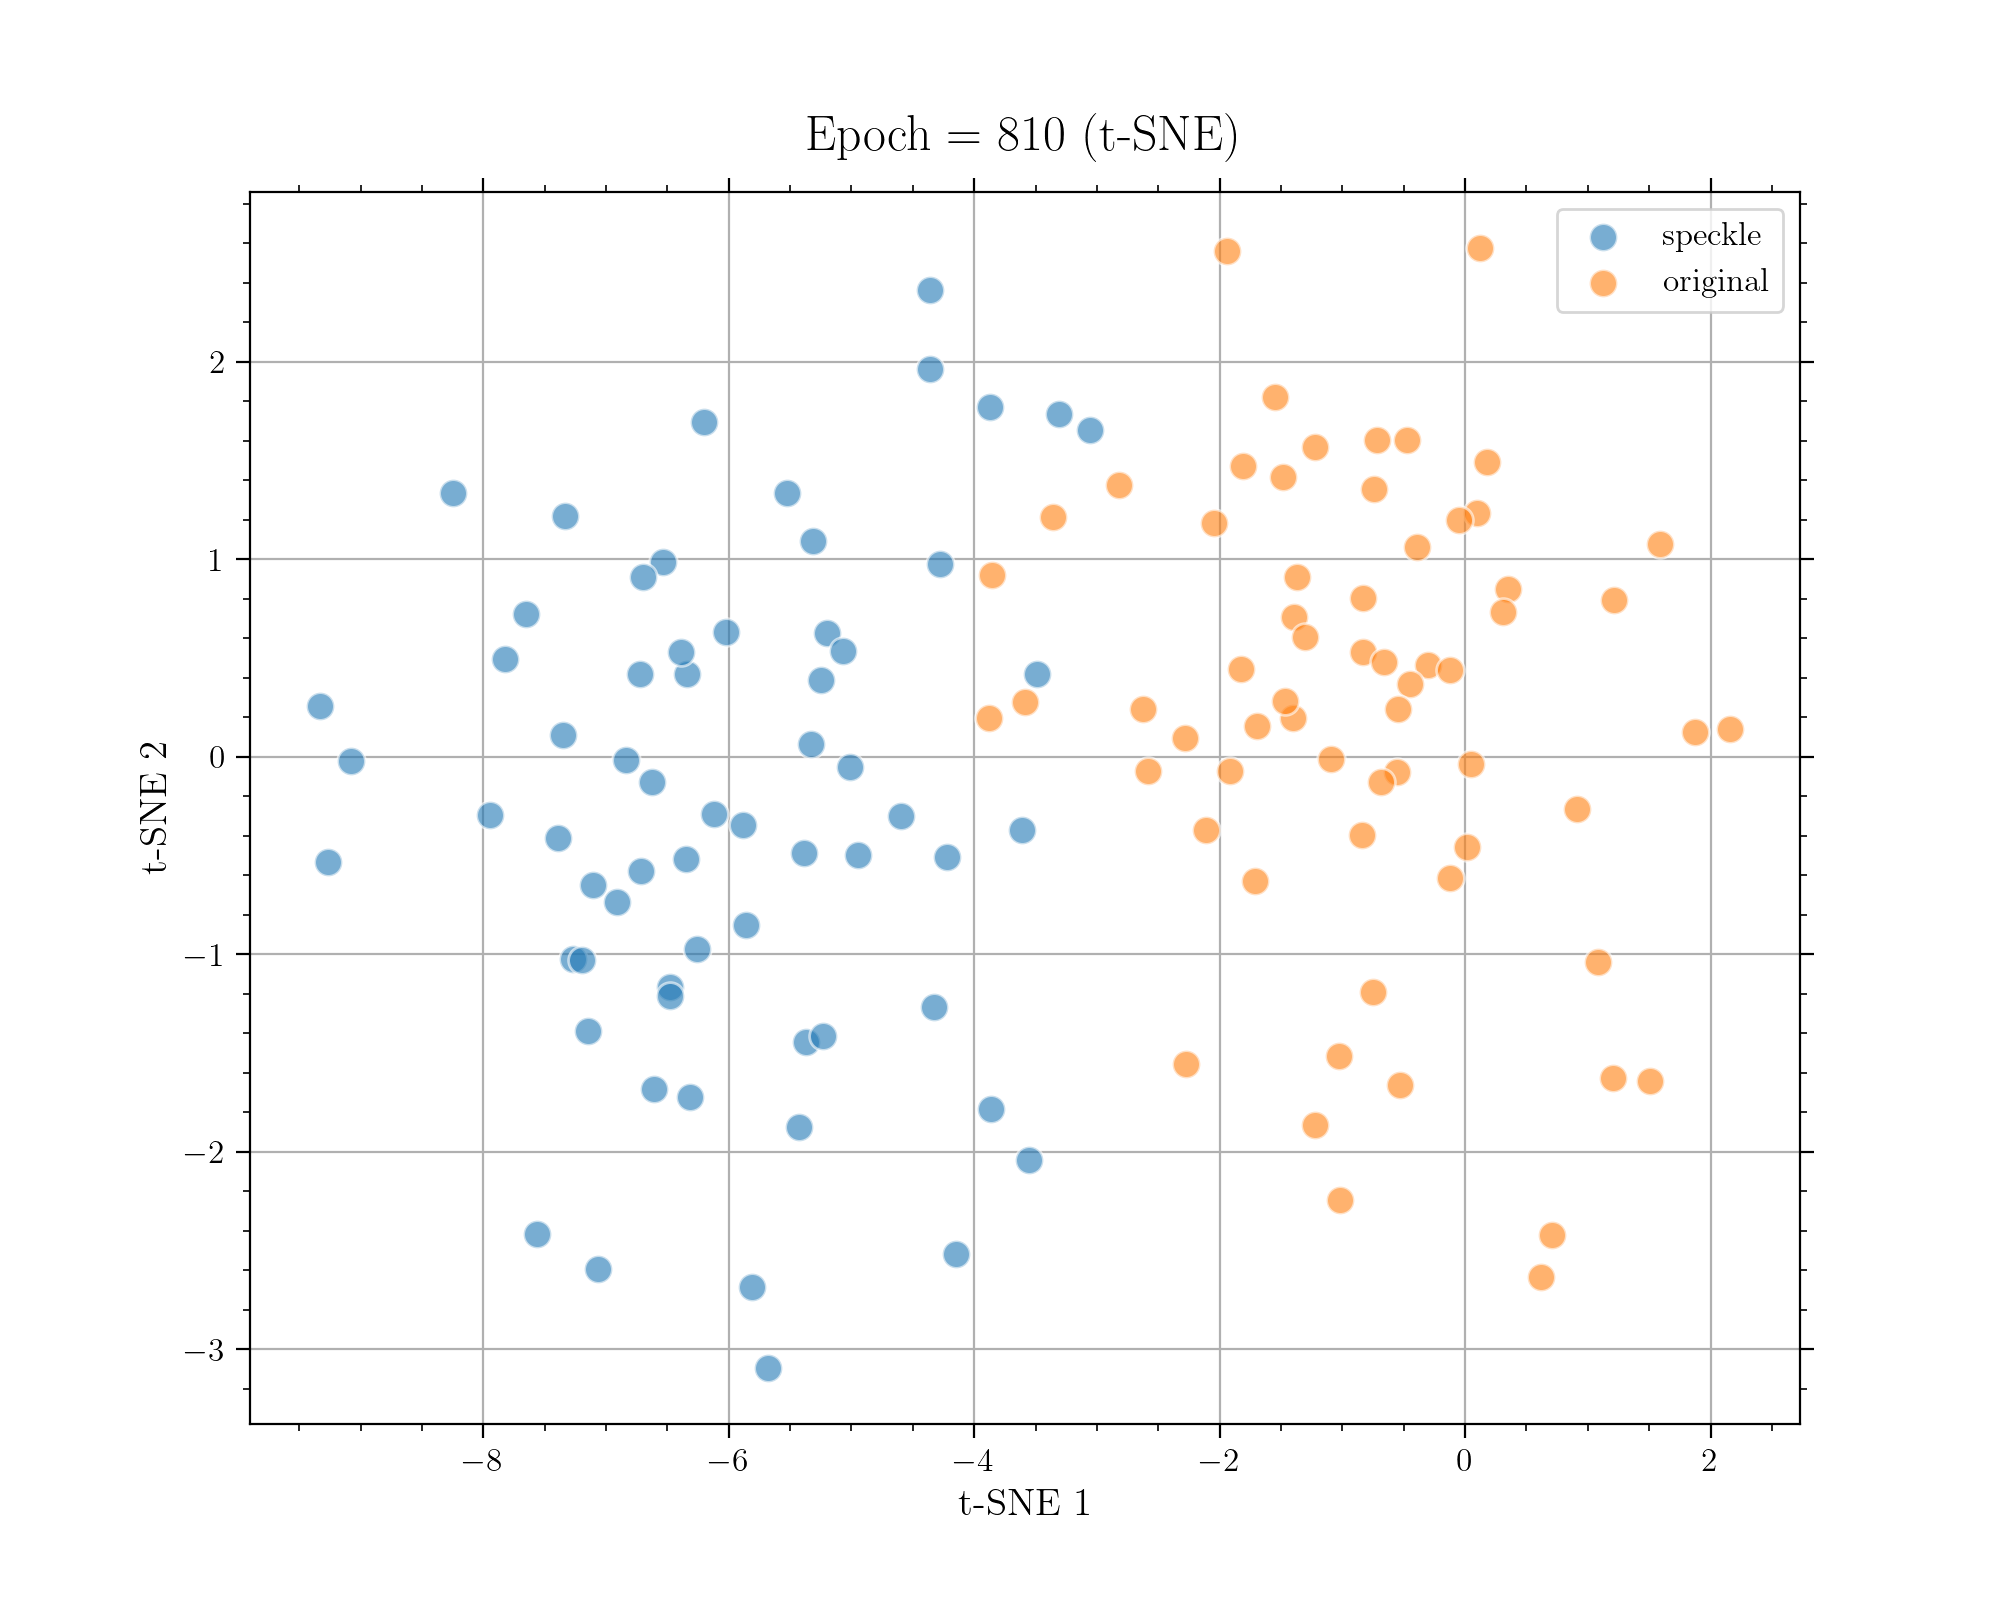 Epoch = 810 (t-SNE)
speckle
original
2
1
0
−1
−2
−3
t-SNE 2
−8 −6 −4 −2 0 2
t-SNE 1